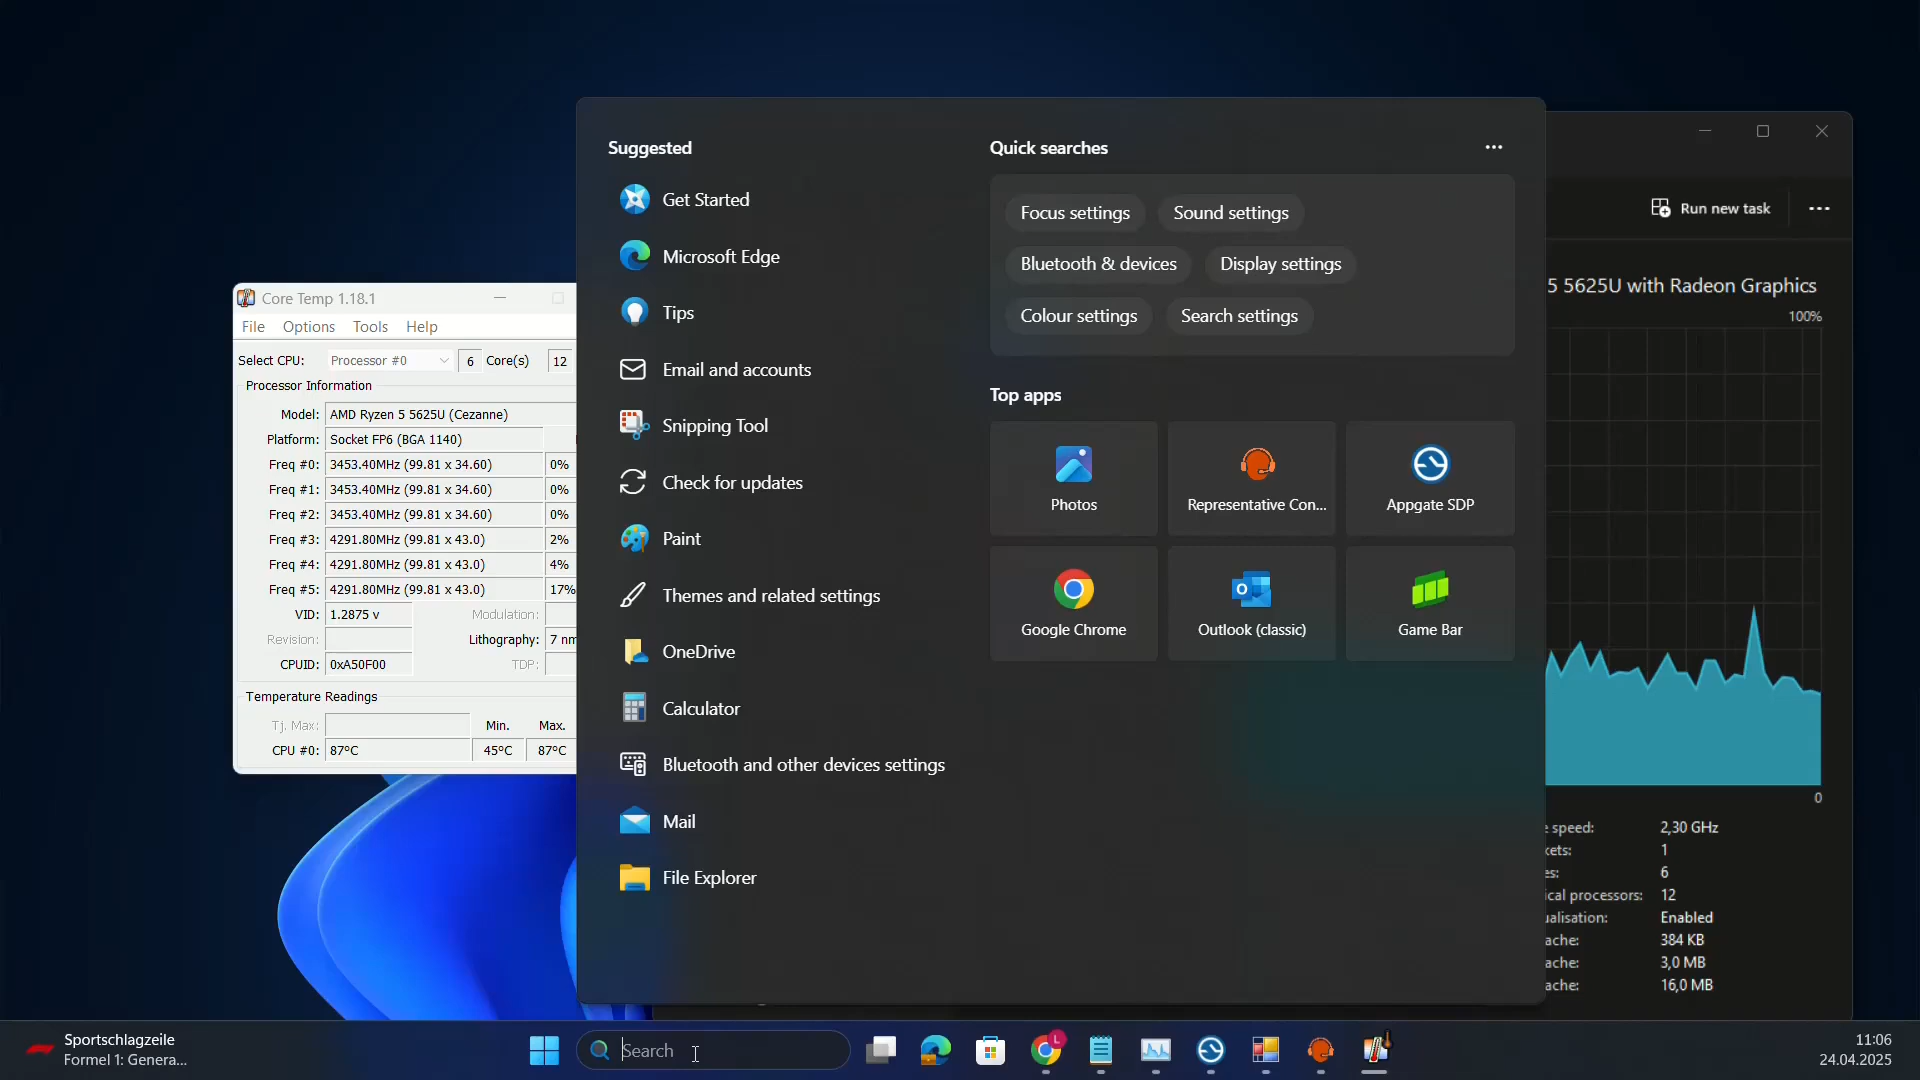 Suggested
Get Started
Microsoft Edge
Tips
Email and accounts
Snipping Tool
Check for updates
Paint
Themes and related settings
OneDrive
Calculator
Bluetooth and other devices settings
Mail
File Explorer
Quick searches
Focus settings
Sound settings
Bluetooth & devices
Display settings
Colour settings
Search settings
Top apps
Photos
Representative Con...
Appgate SDP
Google Chrome
Outlook (classic)
Game Bar
Core Temp 1.18.1
File Options Tools Help
Select CPU: Processor #0 6 Core(s) 12
Processor Information
Model: AMD Ryzen 5 5625U (Cezanne)
Platform: Socket FP6 (BGA 1140)
Freq #0: 3453.40MHz (99.81 x 34.60) 0%
Freq #1: 3453.40MHz (99.81 x 34.60) 0%
Freq #2: 3453.40MHz (99.81 x 34.60) 0%
Freq #3: 4291.80MHz (99.81 x 43.0) 2%
Freq #4: 4291.80MHz (99.81 x 43.0) 4%
Freq #5: 4291.80MHz (99.81 x 43.0) 17%
VID: 1.2875 v Modulation:
Revision: Lithography: 7 nm
CPUID: 0xA50F00 TDP:
Temperature Readings
Tj. Max: Min. Max.
CPU #0: 87°C 45°C 87°C
Run new task
5 5625U with Radeon Graphics
100%
0
speed: 2,30 GHz
kets: 1
es: 6
ical processors: 12
ualisation: Enabled
ache: 384 KB
ache: 3,0 MB
ache: 16,0 MB
Sportschlagzeile
Formel 1: Genera...
Search
L
11:06
24.04.2025